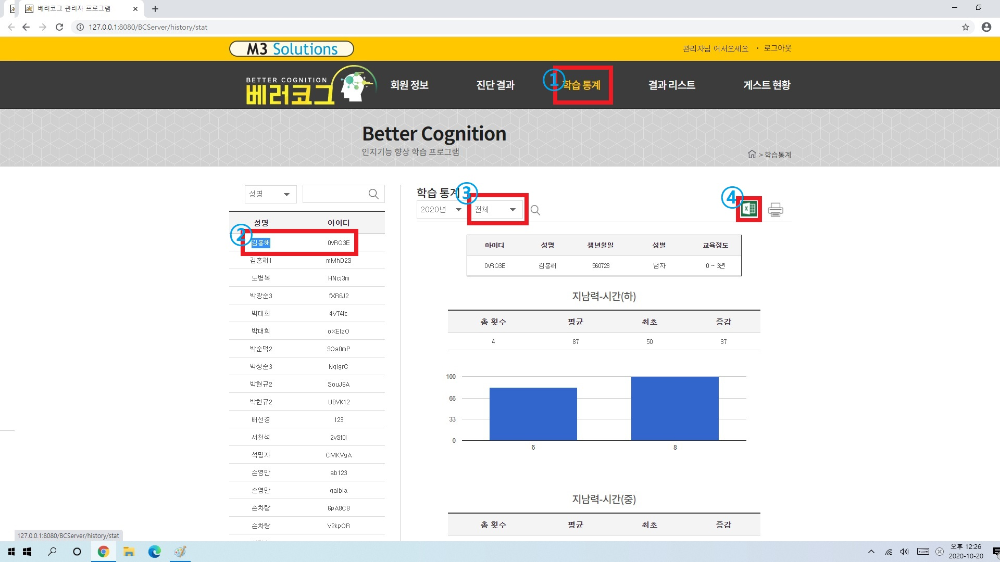 베러코그 관리자 프로그램
127.0.0.1:8080/BCServer/history/stat
M3 Solutions
관리자님 어서오세요 · 로그아웃
BETTER COGNITION
베러코그
회원 정보 진단 결과 ① 학습 통계 결과 리스트 게스트 현황
Better Cognition
인지기능 향상 학습 프로그램
> 학습통계
성명
성명 아이디
② 김홍해 0vRQ3E
김홍해1 mMhD2S
노병복 HNcj3m
박광순3 fXR6J2
박대희 4V74fc
박대희 oXEIzO
박순덕2 9Oa0mP
박정순3 NqIgrC
박현규2 SouJ6A
박현규2 U8VK12
배선경 123
서천석 2vSt0I
석명자 CMKVgA
손영만 ab123
손영만 qalbla
손차랑 6pA8C8
손차랑 V2kpOR
학습 통계
2020년 ③ 전체 ④
아이디 성명 생년월일 성별 교육정도
0vRQ3E 김홍해 560728 남자 0 ~ 3년
지남력-시간(하)
총 횟수 평균 최초 증감
4 87 50 37
100
66
33
0
6 8
지남력-시간(중)
총 횟수 평균 최초 증감
127.0.0.1:8080/BCServer/history/stat
오후 12:26
2020-10-20